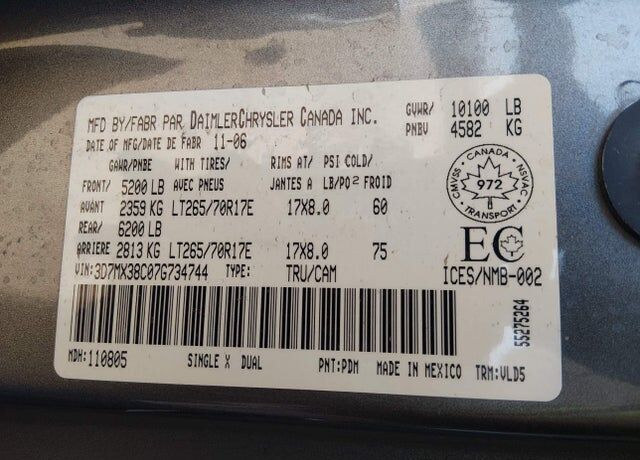 MFD BY/FABR PAR DAIMLERCHRYSLER CANADA INC. GVWR/ 10100 LB
DATE OF MFG/DATE DE FABR 11-06 PNBV 4582 KG
GAWR/PNBE WITH TIRES/ RIMS AT/ PSI COLD/
FRONT/ 5200 LB AVEC PNEUS JANTES A LB/PO2 FROID
AVANT 2359 KG LT265/70R17E 17X8.0 60
REAR/ 6200 LB
ARRIERE 2813 KG LT265/70R17E 17X8.0 75
VIN: 3D7MX38C07G734744 TYPE: TRU/CAM
CANADA · NSVAC · TRANSPORT · CMVSS
972
EC
ICES/NMB-002
55275264
MDH: 110805 SINGLE X DUAL PNT: PDM MADE IN MEXICO TRM: VLD5